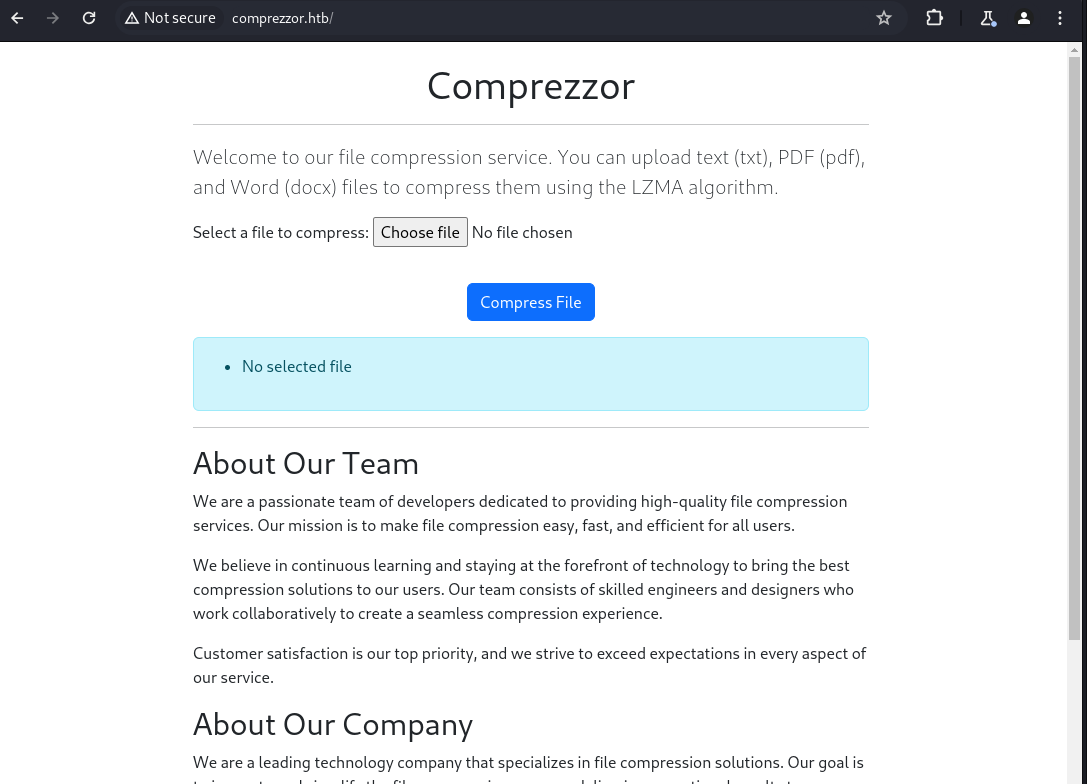 Not secure comprezzor.htb/
Comprezzor
Welcome to our file compression service. You can upload text (txt), PDF (pdf),
and Word (docx) files to compress them using the LZMA algorithm.
Select a file to compress: Choose file No file chosen
Compress File
• No selected file
About Our Team
We are a passionate team of developers dedicated to providing high-quality file compression
services. Our mission is to make file compression easy, fast, and efficient for all users.
We believe in continuous learning and staying at the forefront of technology to bring the best
compression solutions to our users. Our team consists of skilled engineers and designers who
work collaboratively to create a seamless compression experience.
Customer satisfaction is our top priority, and we strive to exceed expectations in every aspect of
our service.
About Our Company
We are a leading technology company that specializes in file compression solutions. Our goal is